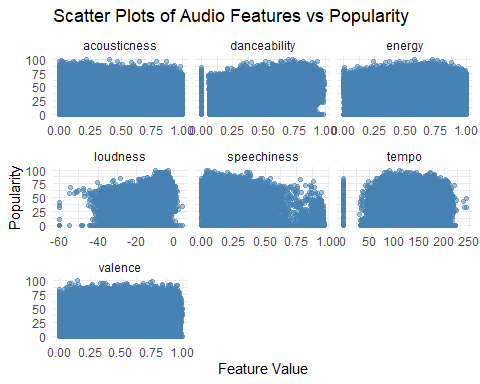 Scatter Plots of Audio Features vs Popularity
acousticness danceability energy
100
75
50
25
0
0.00 0.25 0.50 0.75 1.00 0.00 0.25 0.50 0.75 1.00 0.00 0.25 0.50 0.75 1.00
loudness speechiness tempo
Popularity
100
75
50
25
0
-60 -40 -20 0 0.00 0.25 0.50 0.75 1.00 50 100 150 200 250
valence
100
75
50
25
0
0.00 0.25 0.50 0.75 1.00
Feature Value